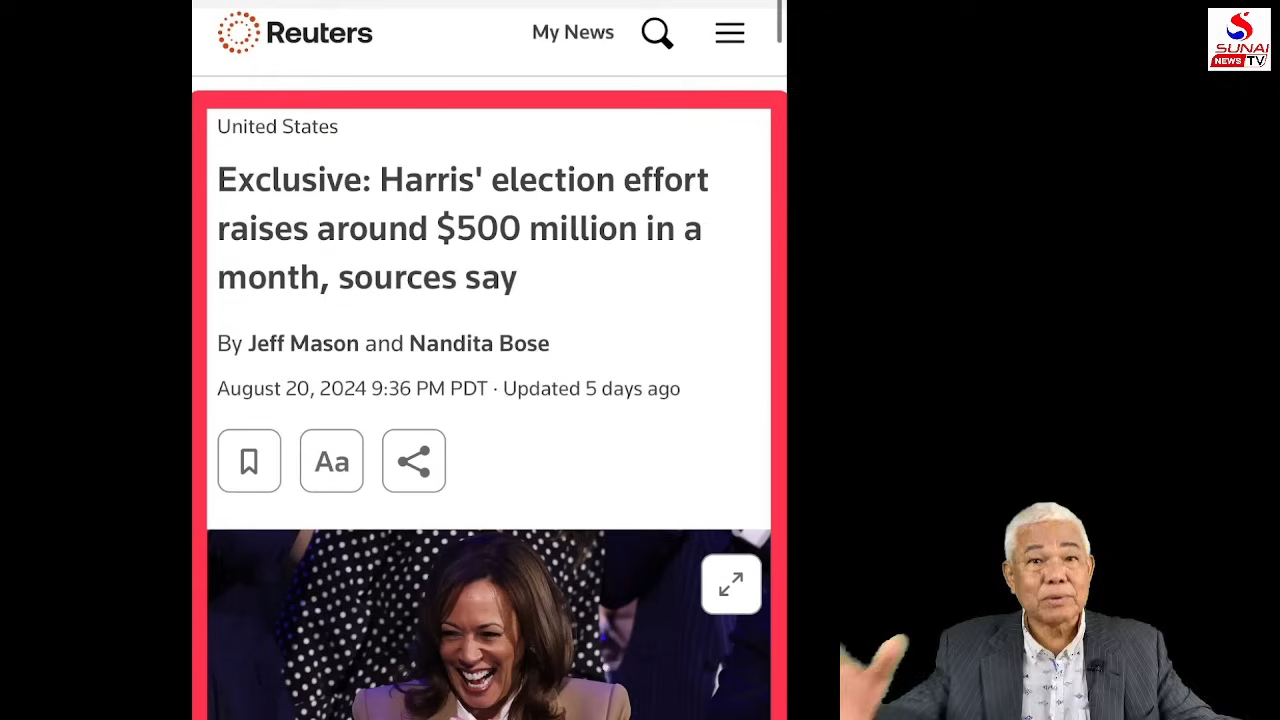 Reuters
My News
SUNAI
NEWS TV
United States
Exclusive: Harris' election effort
raises around $500 million in a
month, sources say
By Jeff Mason and Nandita Bose
August 20, 2024 9:36 PM PDT · Updated 5 days ago
Aa